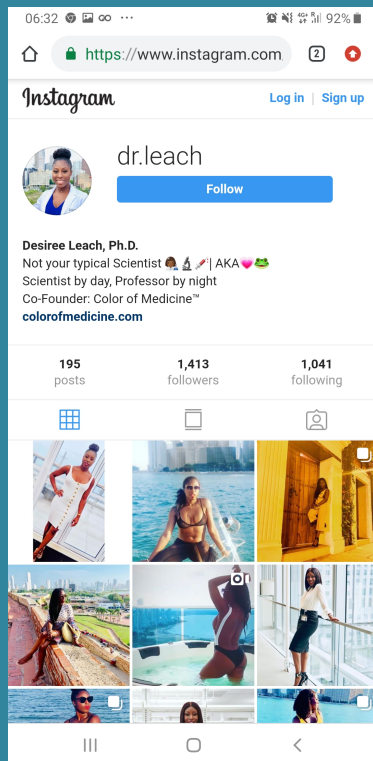 06:32
4G+ R 92%
https://www.instagram.com
2
Instagram
Log in | Sign up
dr.leach
Follow
Desiree Leach, Ph.D.
Not your typical Scientist 👩🏾‍🔬🔬💉| AKA💗🐸
Scientist by day, Professor by night
Co-Founder: Color of Medicine™
colorofmedicine.com
195 1,413 1,041
posts followers following